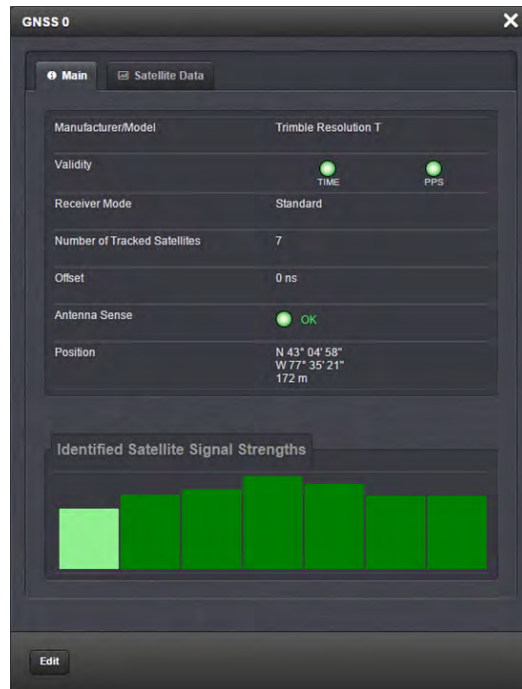 GNSS 0
Main
Satellite Data
Manufacturer/Model Trimble Resolution T
Validity
TIME PPS
Receiver Mode Standard
Number of Tracked Satellites 7
Offset 0 ns
Antenna Sense OK
Position N 43° 04' 58"
W 77° 35' 21"
172 m
Identified Satellite Signal Strengths
Edit